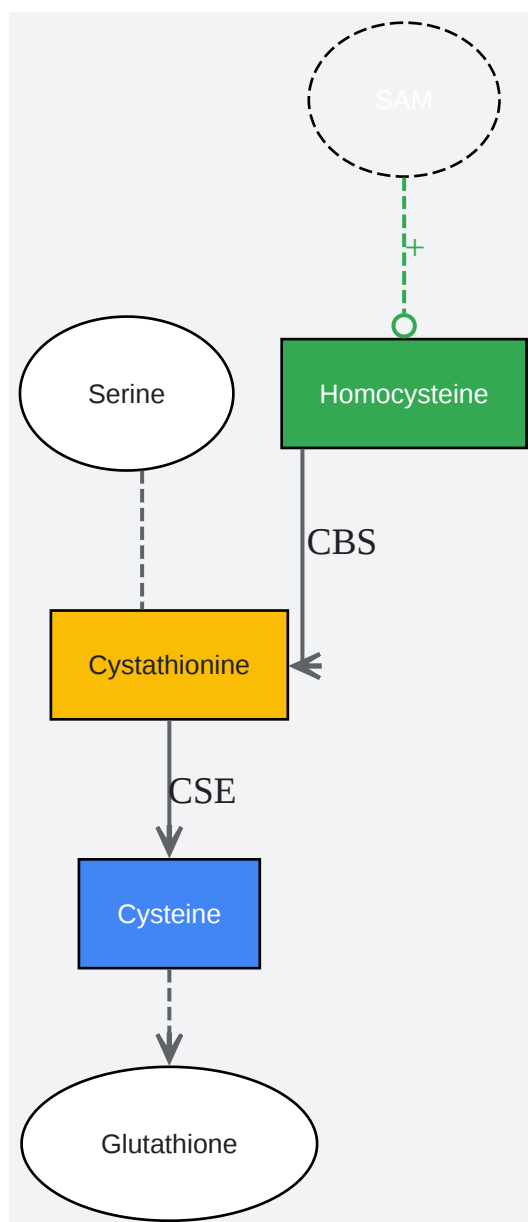 SAM
+
Serine
Homocysteine
CBS
Cystathionine
CSE
Cysteine
Glutathione